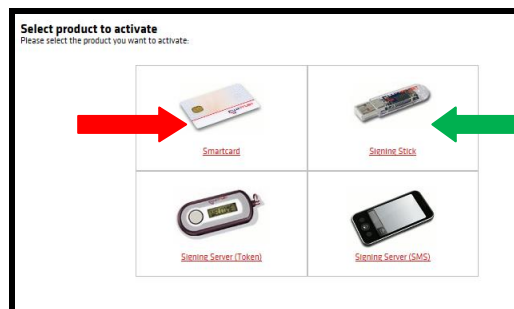 Select product to activate
Please select the product you want to activate:
Smartcard
Signing Stick
Signing Server (Token)
Signing Server (SMS)